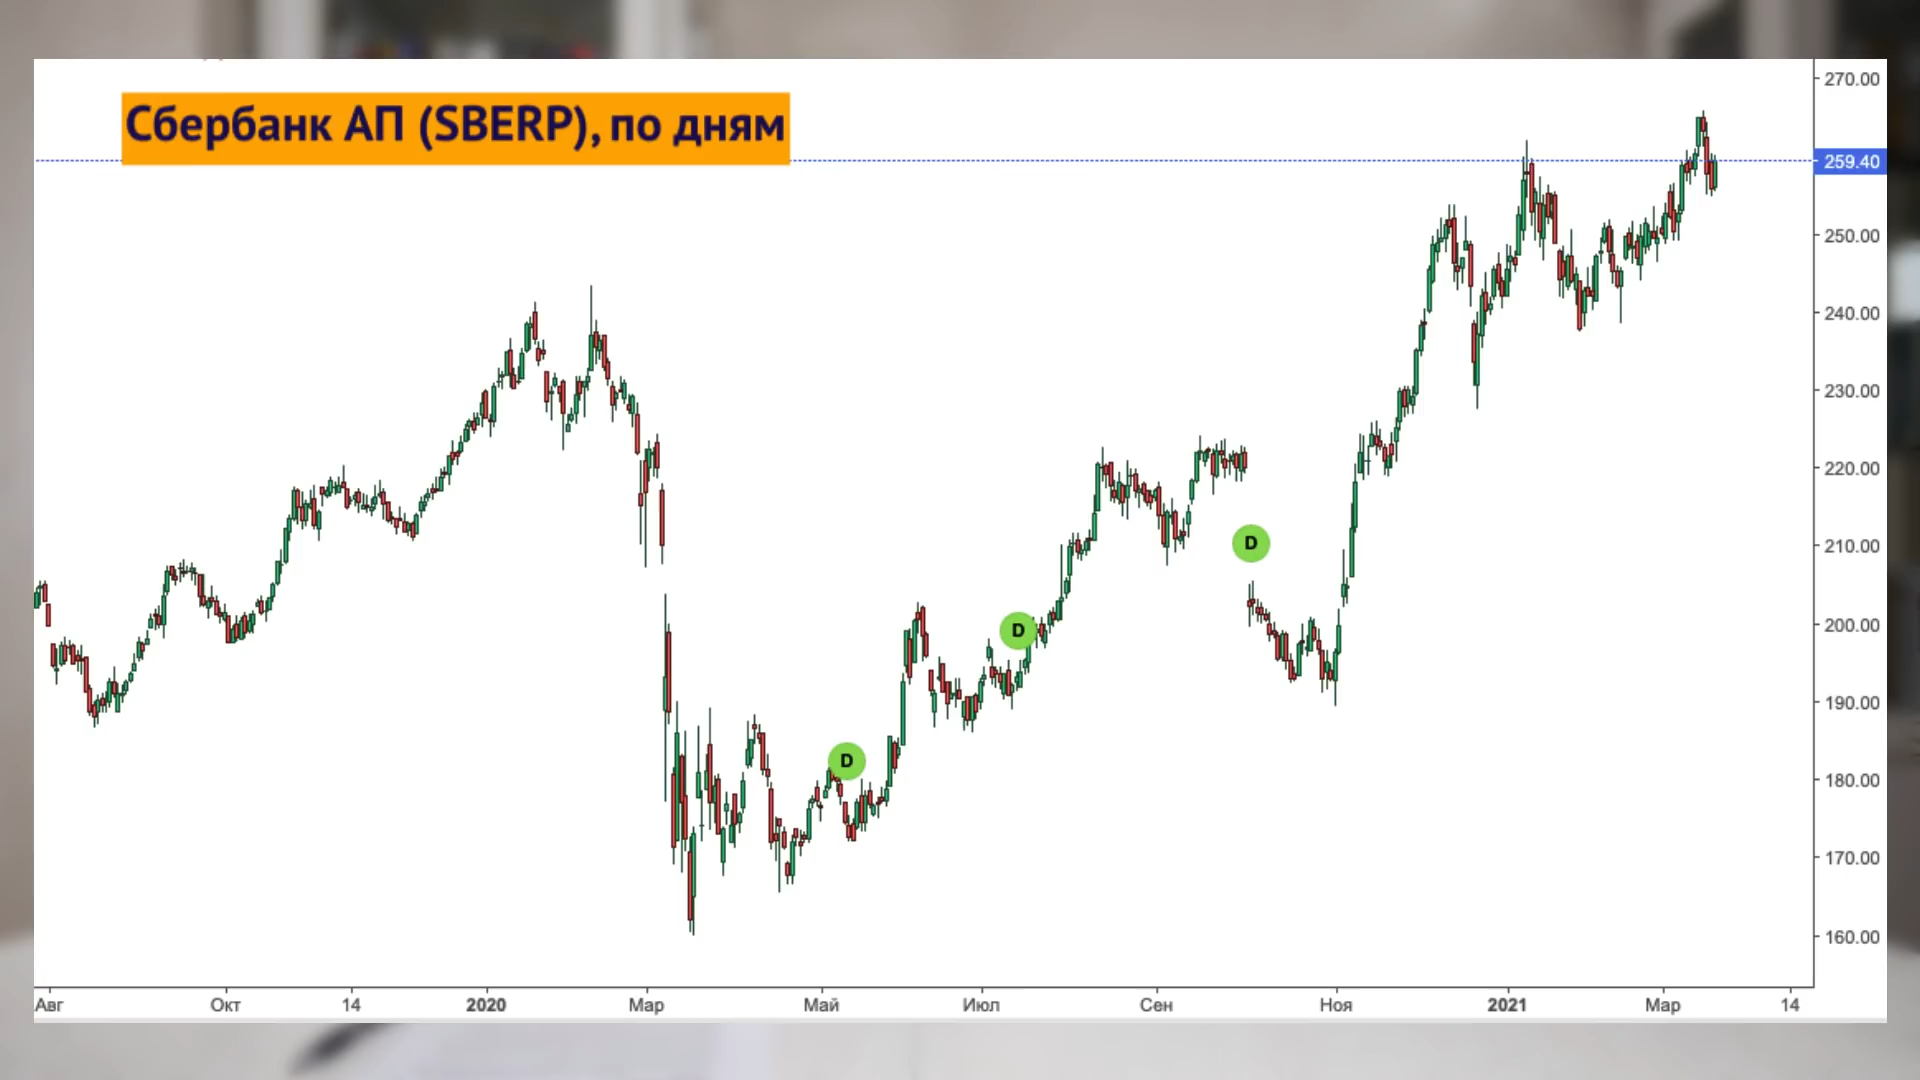 Сбербанк АП (SBERP), по дням
270.00
259.40
250.00
240.00
230.00
220.00
210.00
200.00
190.00
180.00
170.00
160.00
D
D
D
Авг Окт 14 2020 Мар Май Июл Сен Ноя 2021 Мар 14